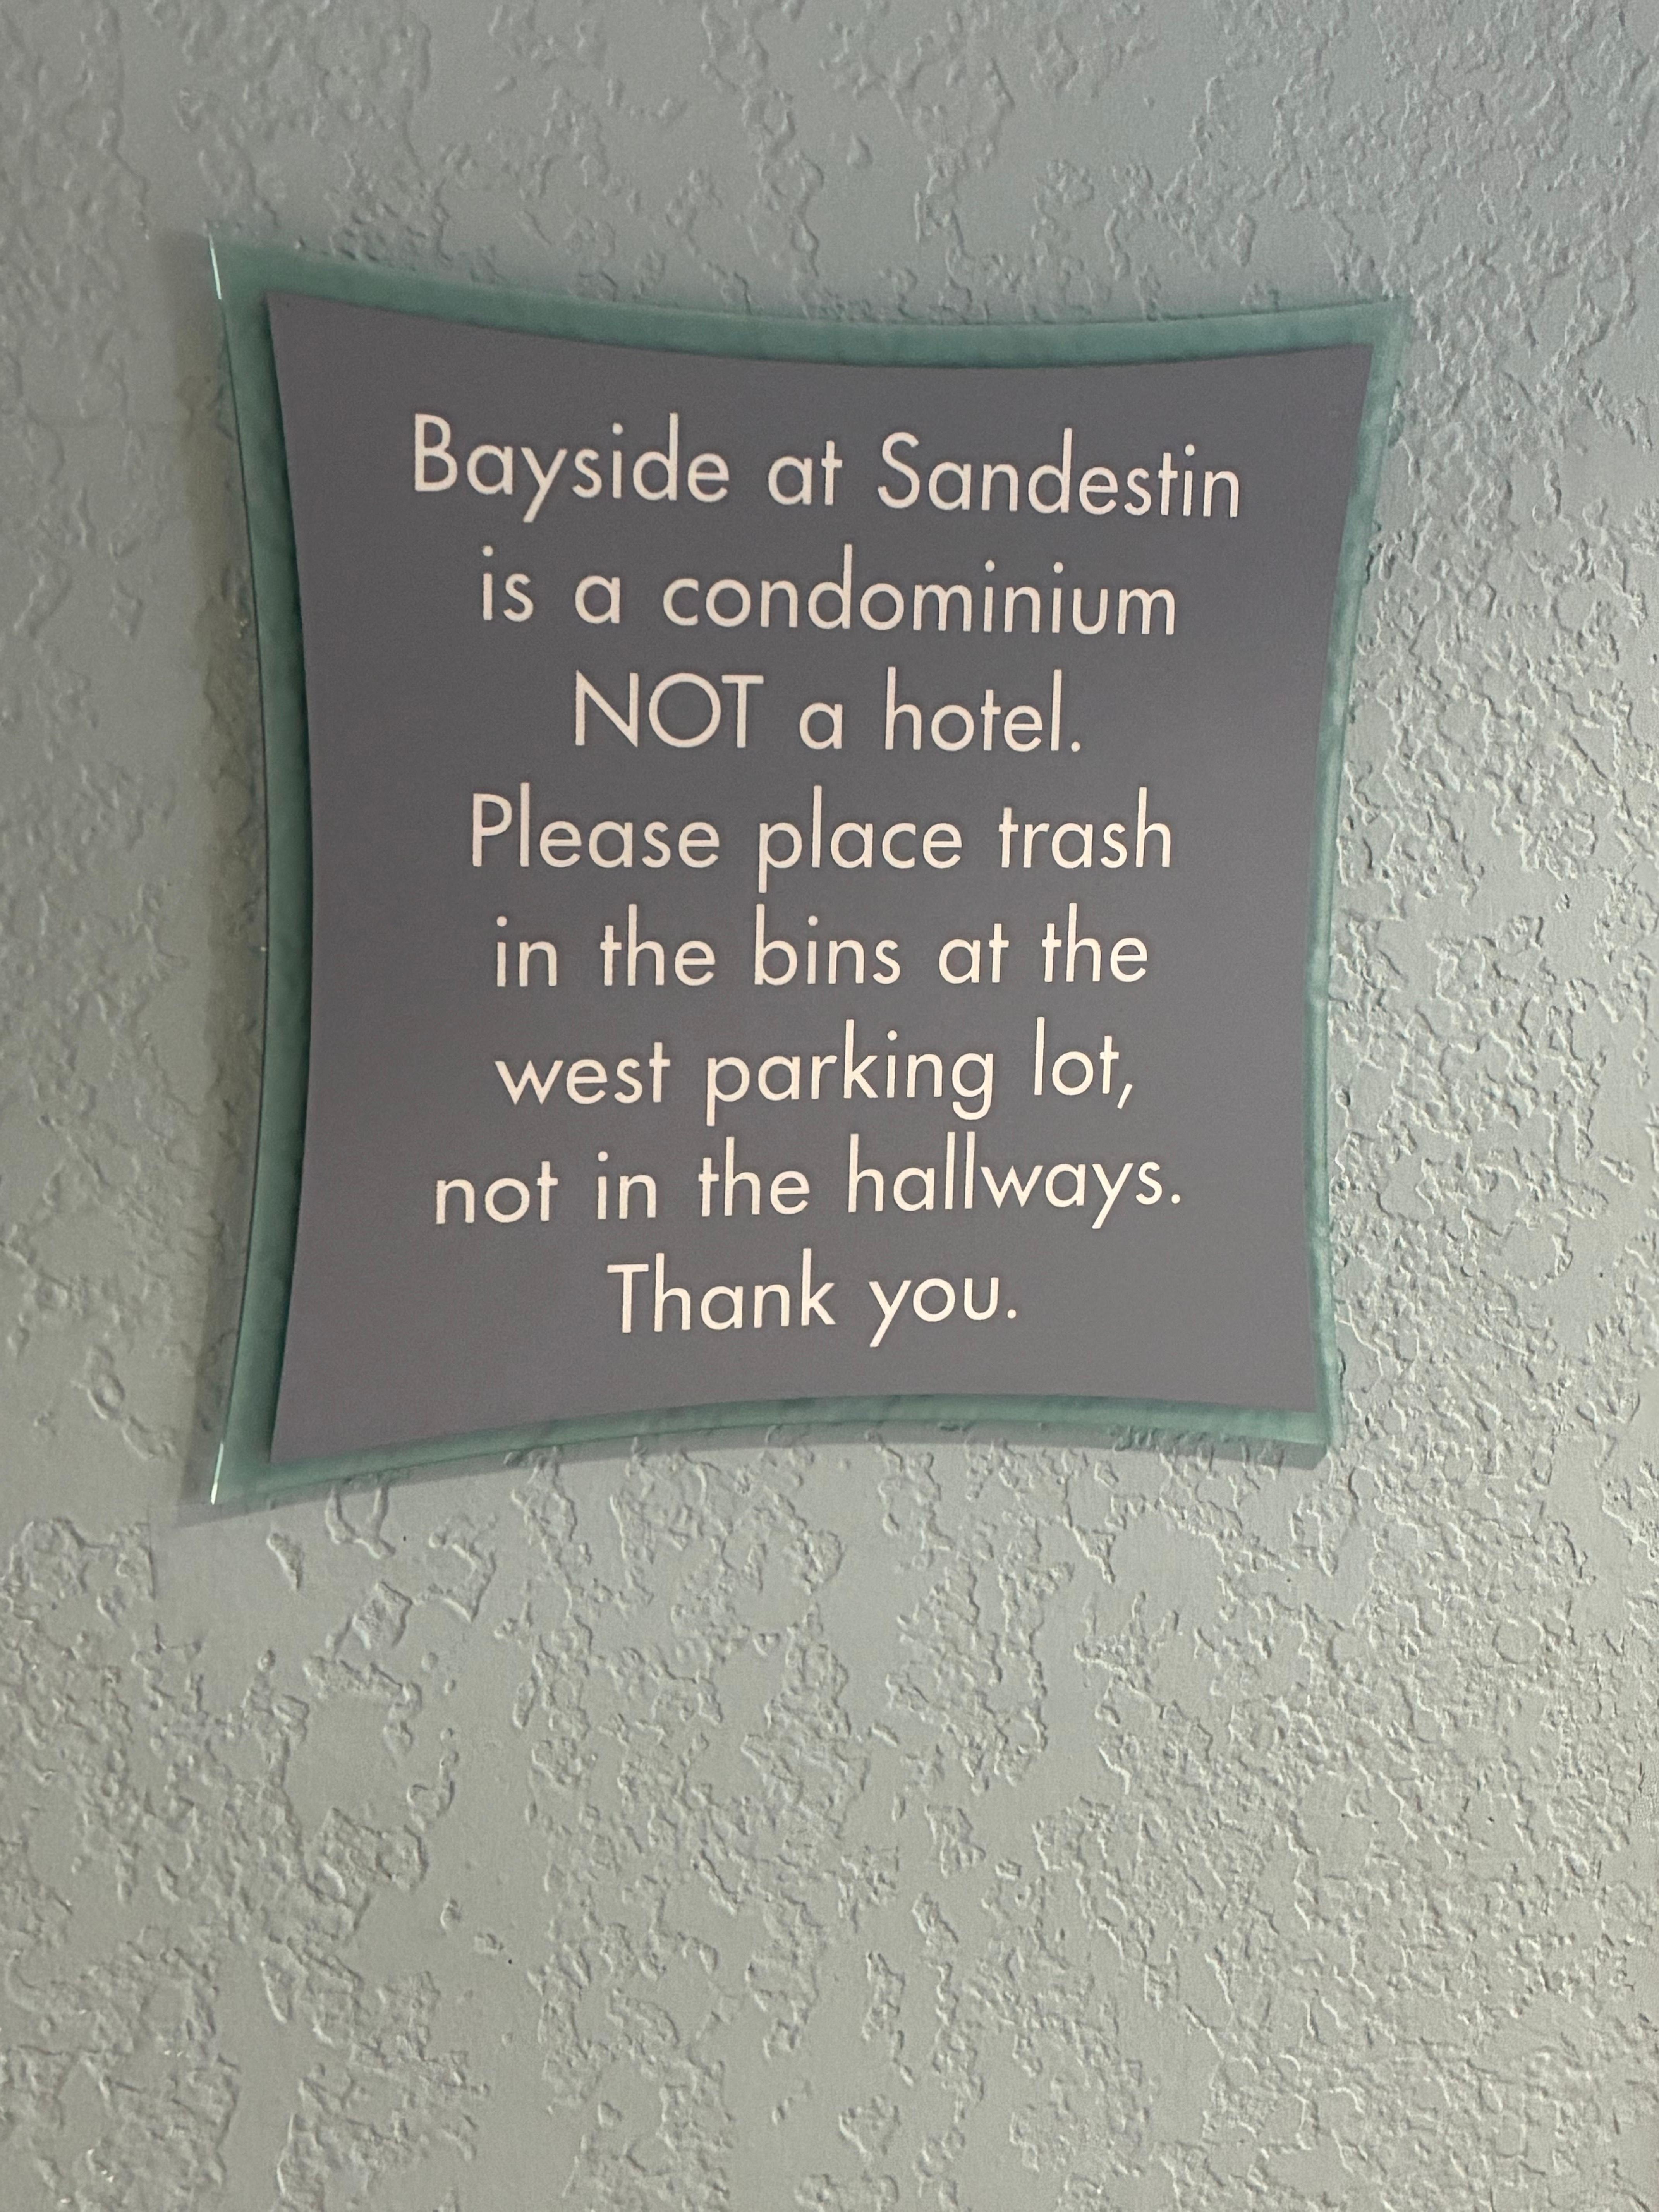 Bayside at Sandestin
is a condominium
NOT a hotel.
Please place trash
in the bins at the
west parking lot,
not in the hallways.
Thank you.